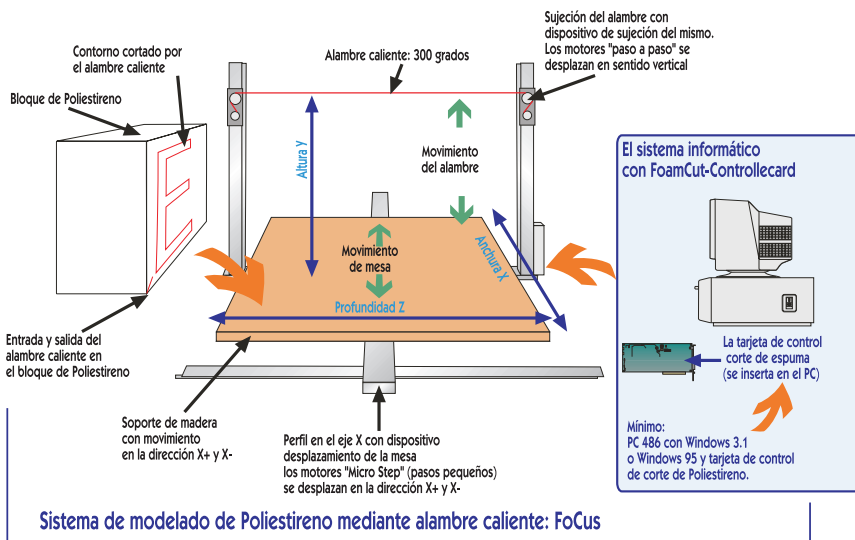 Contorno cortado por
el alambre caliente
Bloque de Poliestireno
Alambre caliente: 300 grados
Sujeción del alambre con
dispositivo de sujeción del mismo.
Los motores "paso a paso" se
desplazan en sentido vertical
Altura Y
Movimiento
del alambre
Movimiento
de mesa
Anchura X
Profundidad Z
Entrada y salida del
alambre caliente en
el bloque de Poliestireno
Soporte de madera
con movimiento
en la dirección X+ y X-
Perfil en el eje X con dispositivo
desplazamiento de la mesa
los motores "Micro Step" (pasos pequeños)
se desplazan en la dirección X+ y X-
El sistema informático
con FoamCut-Controllecard
La tarjeta de control
corte de espuma
(se inserta en el PC)
Mínimo:
PC 486 con Windows 3.1
o Windows 95 y tarjeta de control
de corte de Poliestireno.
Sistema de modelado de Poliestireno mediante alambre caliente: FoCus